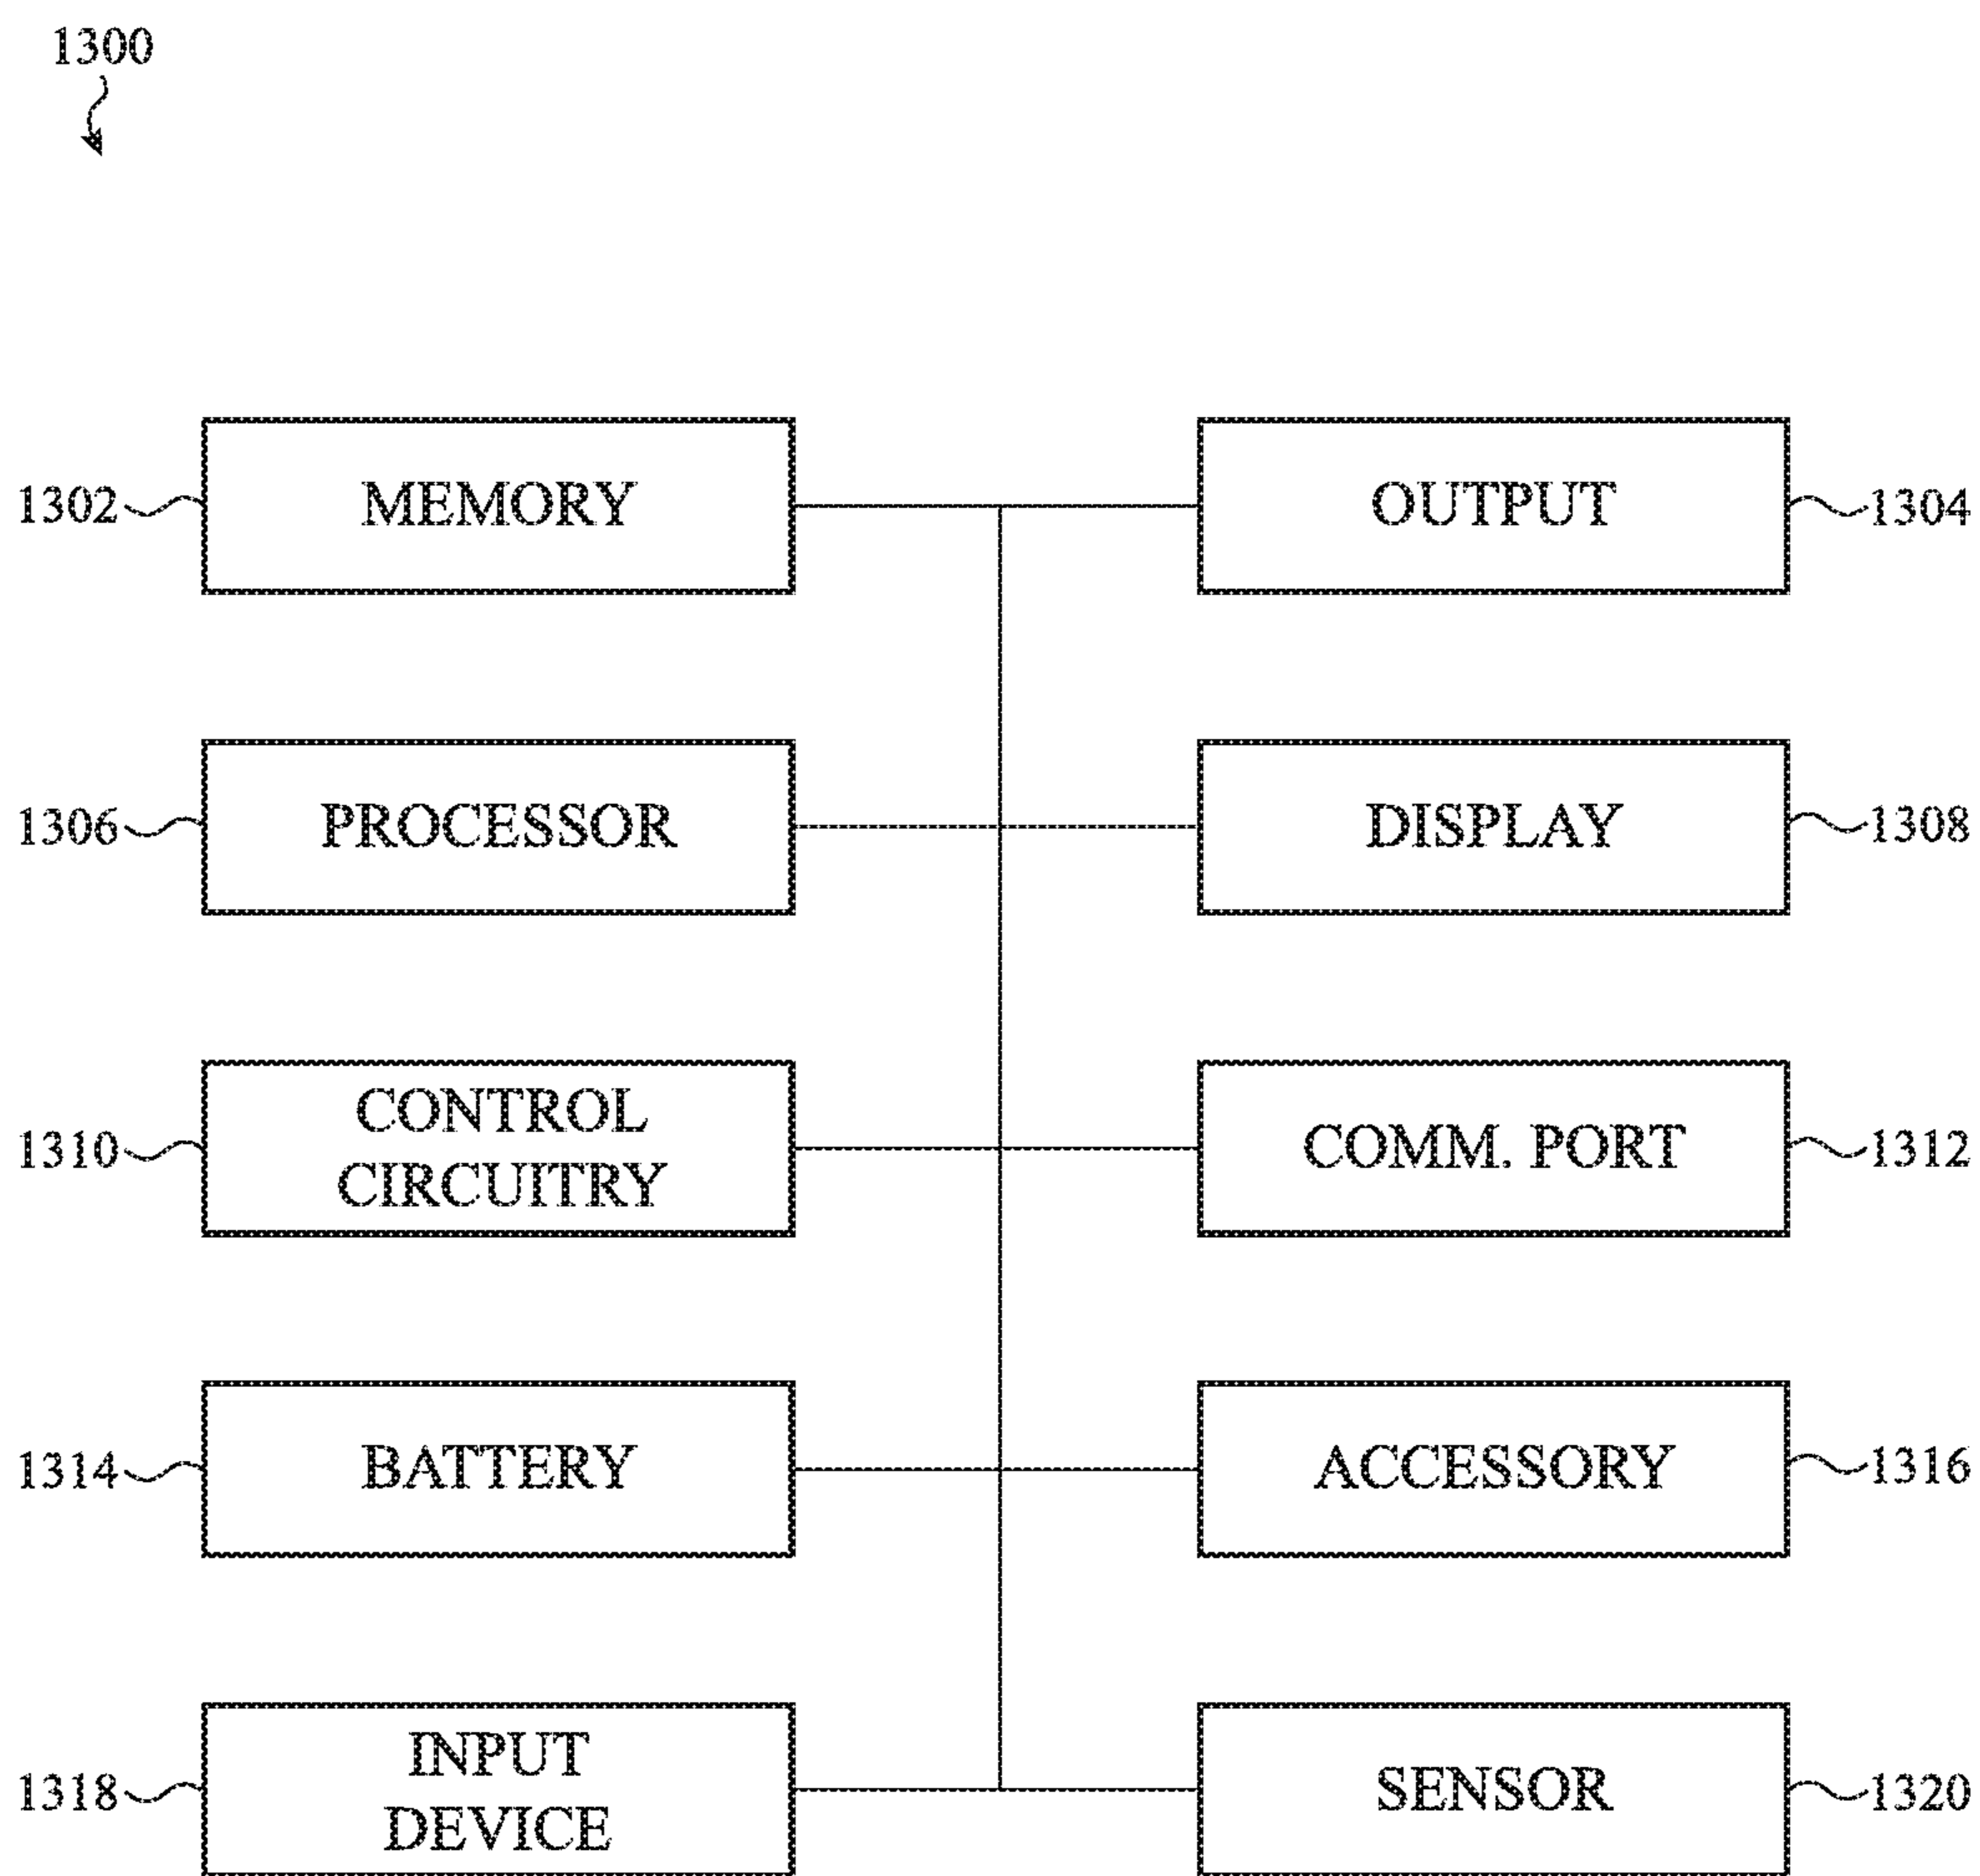 1300
1302 MEMORY OUTPUT 1304
1306 PROCESSOR DISPLAY 1308
1310 CONTROL
CIRCUITRY COMM. PORT 1312
1314 BATTERY ACCESSORY 1316
1318 INPUT
DEVICE SENSOR 1320